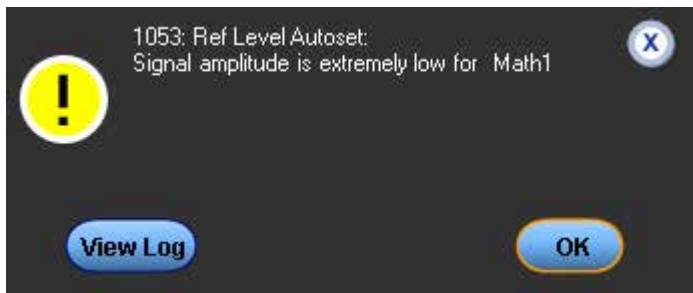 1053: Ref Level Autoset:
Signal amplitude is extremely low for Math1
X
!
View Log
OK